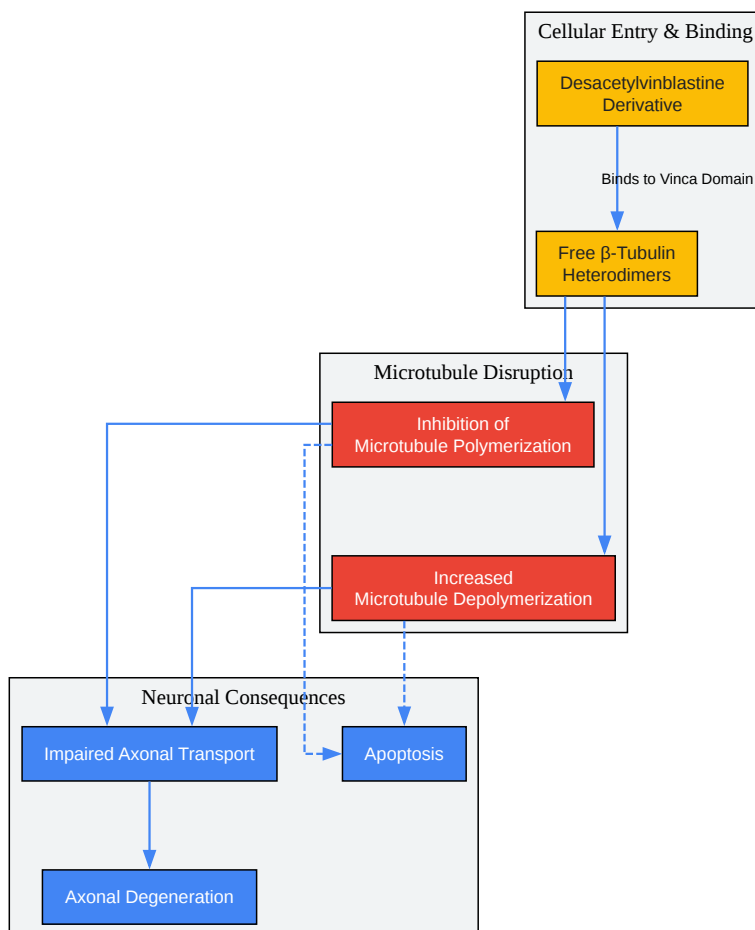 Cellular Entry & Binding
Desacetylvinblastine
Derivative
Binds to Vinca Domain
Free β-Tubulin
Heterodimers
Microtubule Disruption
Inhibition of
Microtubule Polymerization
Increased
Microtubule Depolymerization
Neuronal Consequences
Impaired Axonal Transport
Apoptosis
Axonal Degeneration